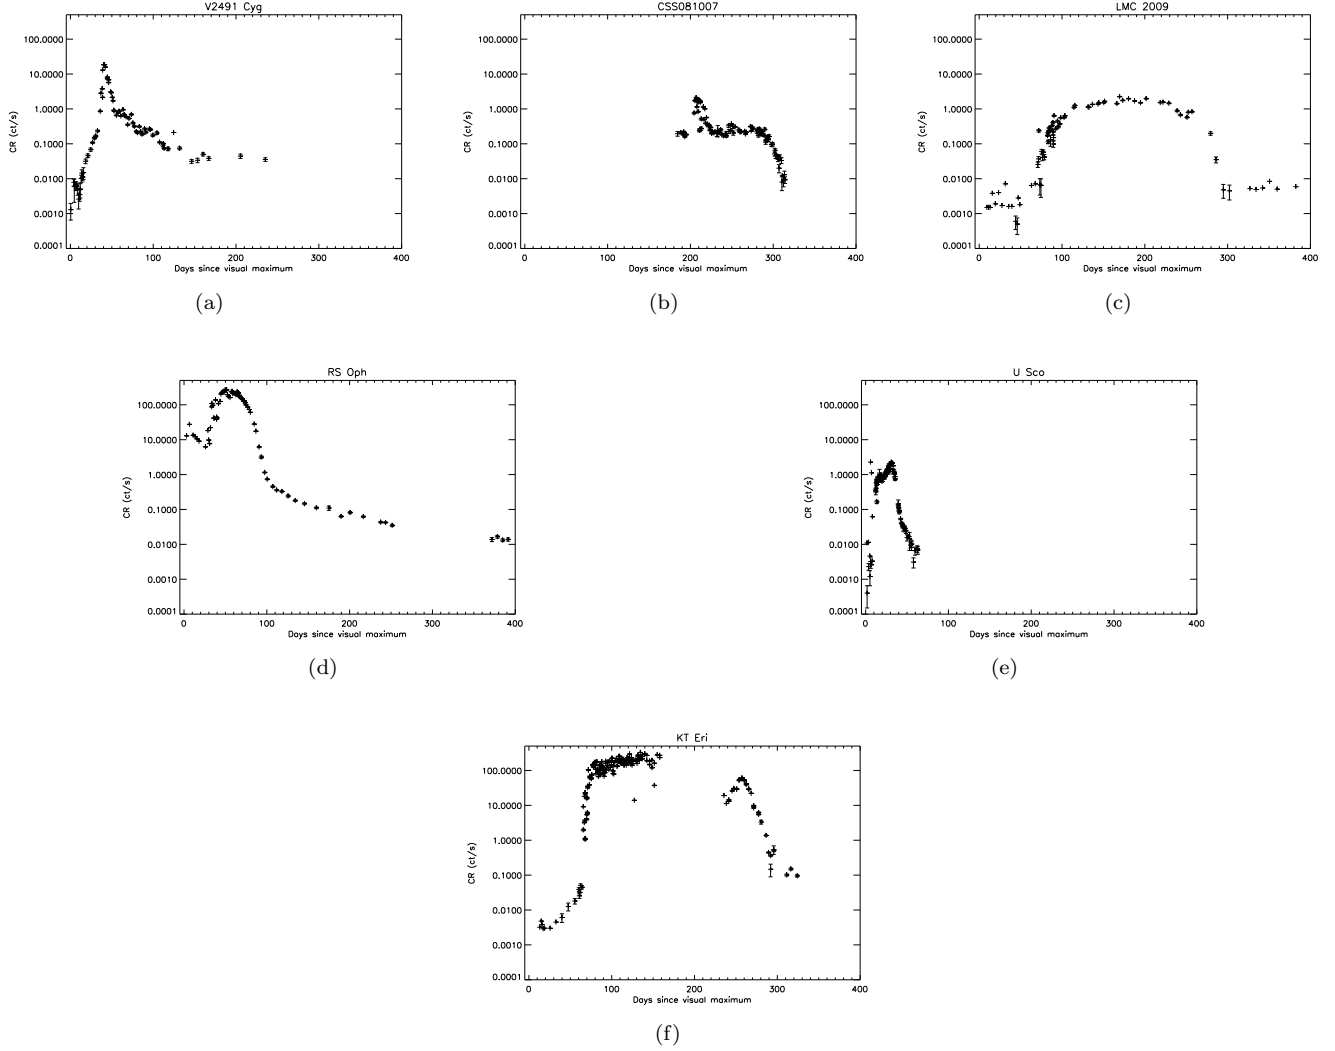 V2491 Cyg
CR (ct/s)
100.0000
10.0000
1.0000
0.1000
0.0100
0.0010
0.0001
0 100 200 300 400
Days since visual maximum
(a)
CSS081007
CR (ct/s)
100.0000
10.0000
1.0000
0.1000
0.0100
0.0010
0.0001
0 100 200 300 400
Days since visual maximum
(b)
LMC 2009
CR (ct/s)
100.0000
10.0000
1.0000
0.1000
0.0100
0.0010
0.0001
0 100 200 300 400
Days since visual maximum
(c)
RS Oph
CR (ct/s)
100.0000
10.0000
1.0000
0.1000
0.0100
0.0010
0.0001
0 100 200 300 400
Days since visual maximum
(d)
U Sco
CR (ct/s)
100.0000
10.0000
1.0000
0.1000
0.0100
0.0010
0.0001
0 100 200 300 400
Days since visual maximum
(e)
KT Eri
CR (ct/s)
100.0000
10.0000
1.0000
0.1000
0.0100
0.0010
0.0001
0 100 200 300 400
Days since visual maximum
(f)